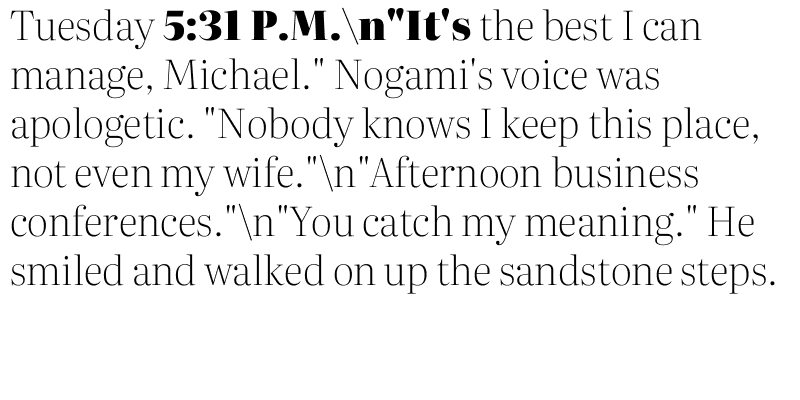 Tuesday 5:31 P.M.\n"It's the best I can
manage, Michael." Nogami's voice was
apologetic. "Nobody knows I keep this place,
not even my wife."\n"Afternoon business
conferences."\n"You catch my meaning." He
smiled and walked on up the sandstone steps.